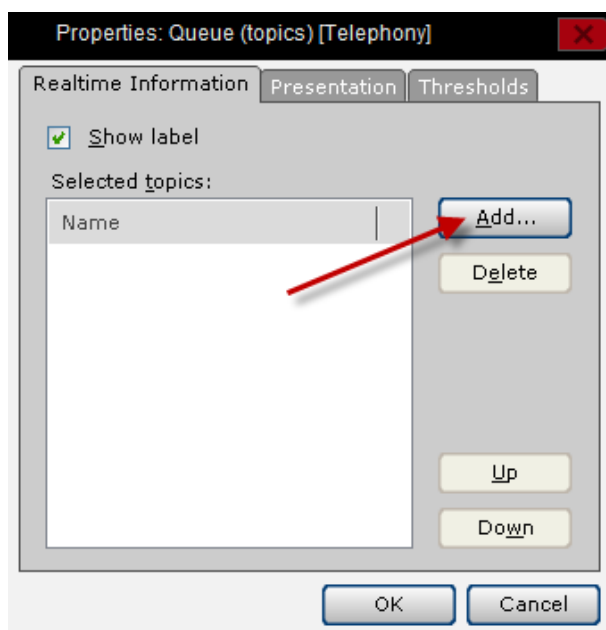 Properties: Queue (topics) [Telephony]
Realtime Information Presentation Thresholds
Show label
Selected topics:
Name
Add...
Delete
Up
Down
OK Cancel